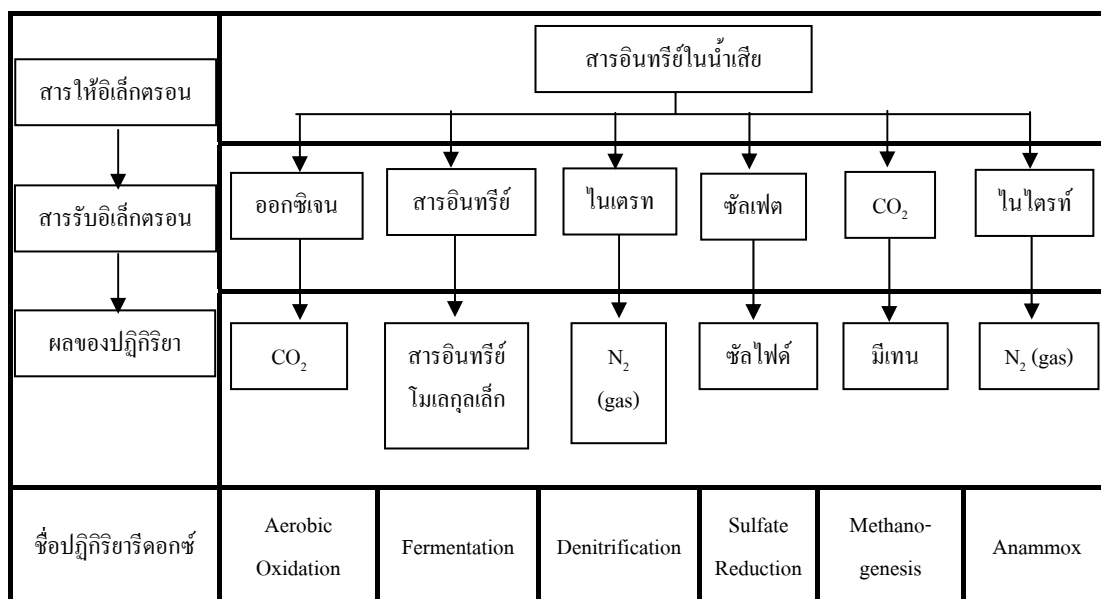 สารให้อิเล็กตรอน
สารอินทรีย์ในน้ำเสีย
สารรับอิเล็กตรอน
ออกซิเจน
สารอินทรีย์
ไนเตรท
ซัลเฟต
CO₂
ไนไตรท์
ผลของปฏิกิริยา
CO₂
สารอินทรีย์
โมเลกุลเล็ก
N₂
(gas)
ซัลไฟด์
มีเทน
N₂ (gas)
ชื่อปฏิกิริยารีดอกซ์
Aerobic
Oxidation
Fermentation
Denitrification
Sulfate
Reduction
Methano-
genesis
Anammox